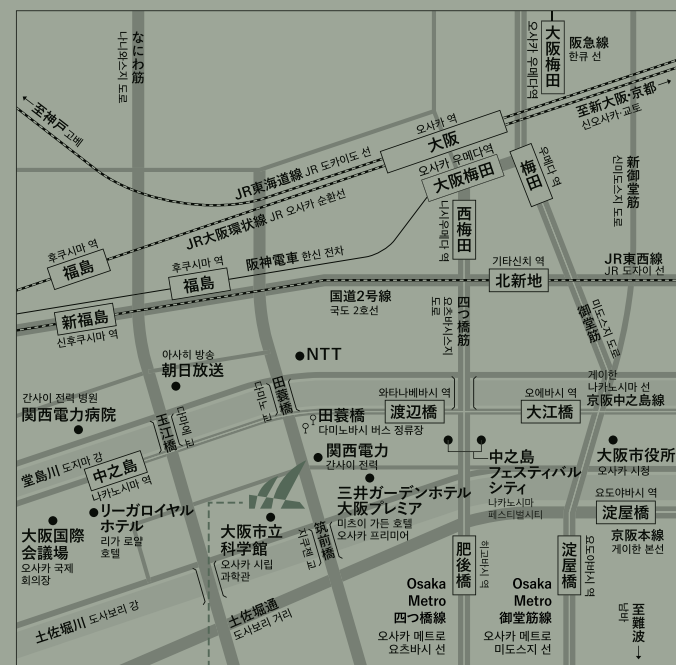 なにわ筋
나니와스지 도로
大阪梅田
오사카 우메다역
阪急線
한큐 선
至神戸 고베
至新大阪·京都
신오사카·교토
오사카 역
大阪
오사카 우메다역
大阪梅田
梅田
우메다 역
新御堂筋
신미도스지 도로
JR東海道線 JR 도카이도 선
JR大阪環状線 JR 오사카 순환선
西梅田
니시우메다 역
후쿠시마 역
福島
후쿠시마 역
福島
阪神電車 한신 전차
기타신치 역
北新地
JR東西線
JR 도자이 선
新福島
신후쿠시마 역
国道2号線
국도 2호선
四つ橋筋
요츠바시스지
도로
御堂筋
미도스지 도로
아사히 방송
朝日放送
NTT
게이한
나카노시마 선
京阪中之島線
간사이 전력 병원
関西電力病院
玉江橋
다마에 교
田蓑橋
다미노 교
와타나베바시 역
渡辺橋
오에바시 역
大江橋
田蓑橋
다미노바시 버스 정류장
堂島川 도지마 강
中之島
나카노시마 역
関西電力
간사이 전력
中之島
フェスティバル
シティ
나카노시마
페스티벌시티
大阪市役所
오사카 시청
三井ガーデンホテル
大阪プレミア
미츠이 가든 호텔
오사카 프리미어
요도야바시 역
淀屋橋
京阪本線
게이한 본선
リーガロイヤル
ホテル
리가 로얄
호텔
大阪国際
会議場
오사카 국제
회의장
大阪市立
科学館
오사카 시립
과학관
筑前橋
지쿠젠 교
肥後橋
히고바시 역
淀屋橋
요도야바시 역
Osaka
Metro
四つ橋線
오사카 메트로
요츠바시 선
Osaka
Metro
御堂筋線
오사카 메트로
미도스지 선
至難波
남바
土佐堀川 도사보리 강
土佐堀通
도사보리 거리